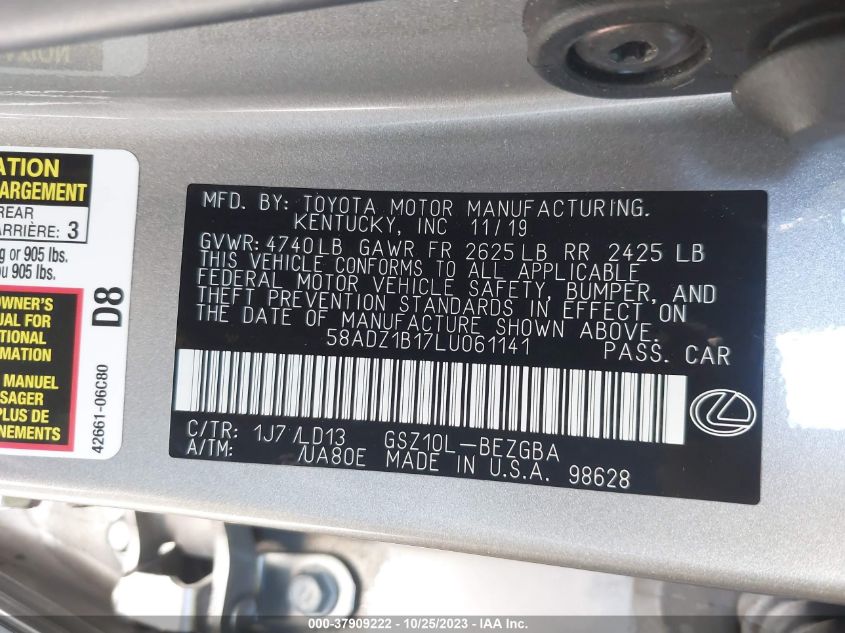 MFD. BY: TOYOTA MOTOR MANUFACTURING.
KENTUCKY, INC 11/19
GVWR: 4740LB GAWR FR 2625LB RR 2425LB
THIS VEHICLE CONFORMS TO ALL APPLICABLE
FEDERAL MOTOR VEHICLE SAFETY, BUMPER, AND
THEFT PREVENTION STANDARDS IN EFFECT ON
THE DATE OF MANUFACTURE SHOWN ABOVE.
58ADZ1B17LU061141 PASS. CAR
C/TR: 1J7/LD13 GSZ10L-BEZGBA
A/TM: /UA80E MADE IN U.S.A. 98628
ATION
ARGEMENT
REAR
ARRIÈRE: 3
g or 905 lbs.
u 905 lbs.
OWNER'S
UAL FOR
TIONAL
MATION
MANUEL
AIRE
PLUS DE
NEMENTS
D8
42661-06C80
000-37909222 - 10/25/2023 - IAA Inc.